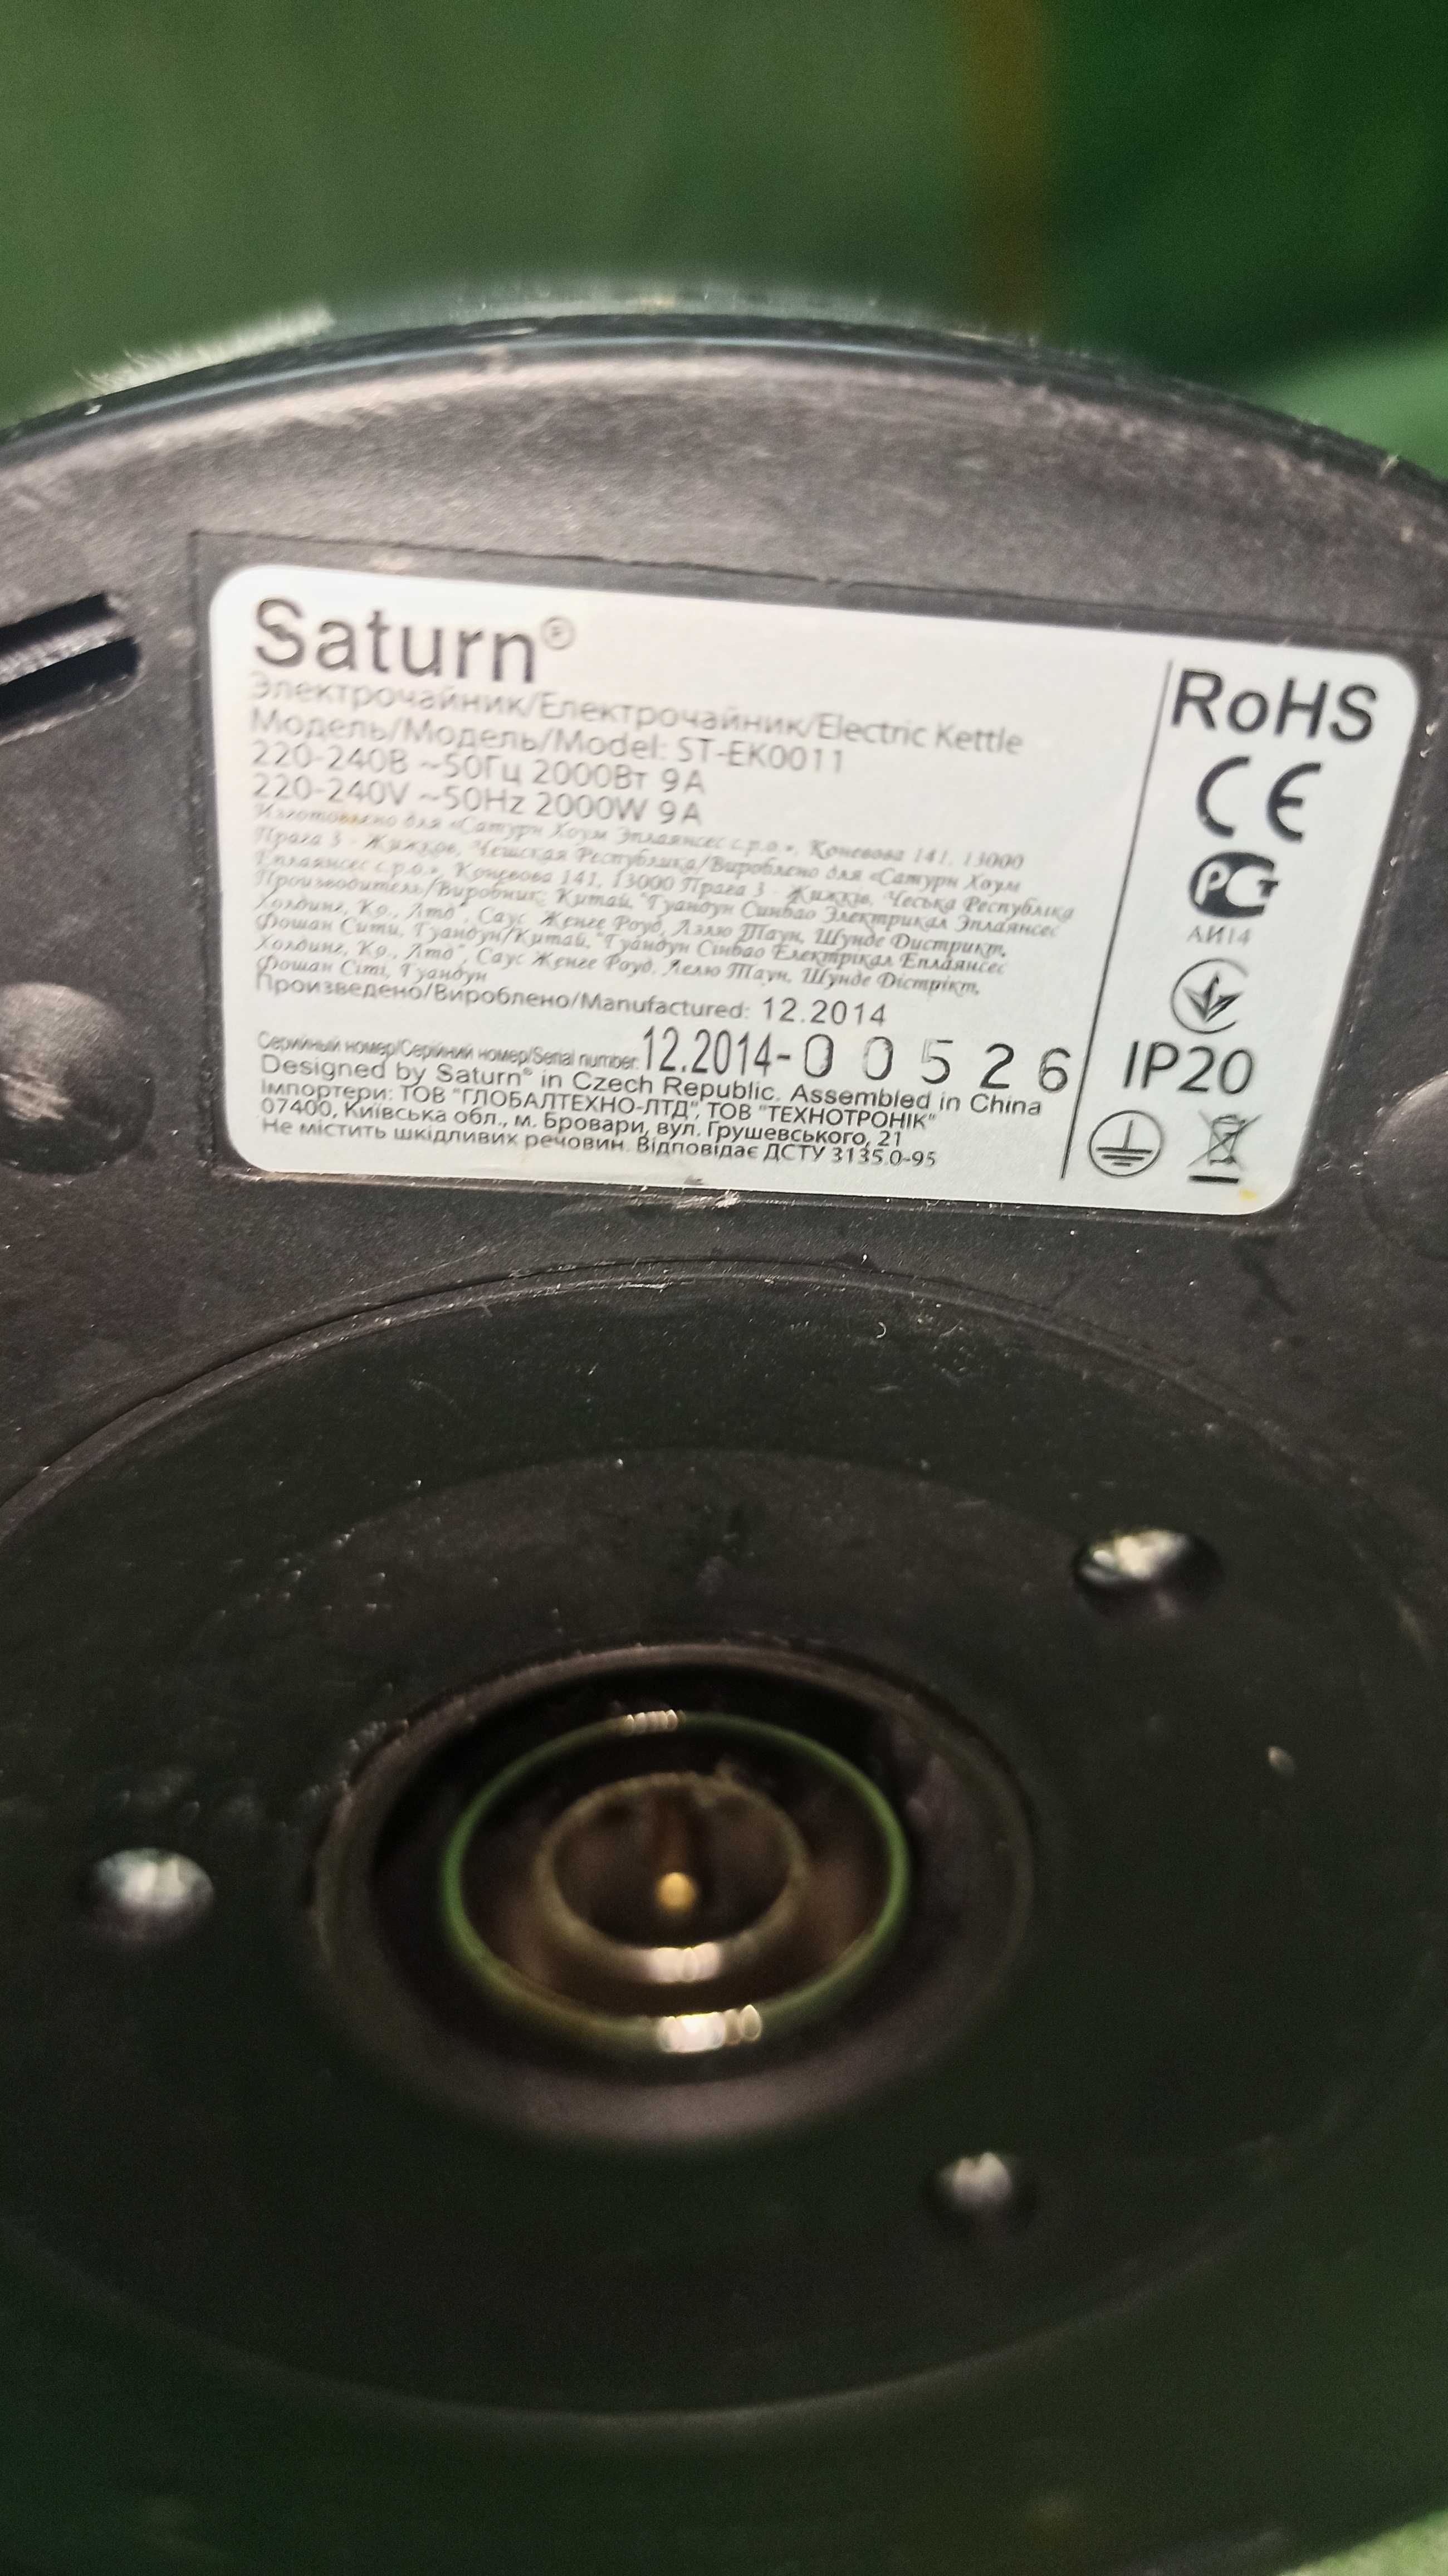 Saturn®
Электрочайник/Електрочайник/Electric Kettle
Модель/Модель/Model: ST-EK0011
220-240В ~50Гц 2000Вт 9А
220-240V ~50Hz 2000W 9A
Изготовлено для «Сатурн Хоум Эплаянсес с.р.о.», Коневова 141, 13000
Прага 3 - Жижков, Чешская Республика/Вироблено для «Сатурн Хоум
Еплаянсес с.р.о.», Коневова 141, 13000 Прага 3 - Жижків, Чеська Республіка
Производитель/Виробник: Китай, "Гуандун Синбао Электрикал Эплаянсес
Холдинг, Ко., Лтд", Саус Женге Роуд, Лэлю Таун, Шунде Дистрикт,
Фошан Сити, Гуандун/Китай, "Гуандун Сінбао Електрікал Еплаянсес
Холдинг, Ко., Лтд", Саус Женге Роуд, Лелю Таун, Шунде Дістрікт,
Фошан Сіті, Гуандун
Произведено/Вироблено/Manufactured: 12.2014
Серийный номер/Серійний номер/Serial number: 12.2014-0 0 5 2 6
Designed by Saturn® in Czech Republic. Assembled in China
Імпортери: ТОВ "ГЛОБАЛТЕХНО-ЛТД", ТОВ "ТЕХНОТРОНІК"
07400, Київська обл., м. Бровари, вул. Грушевського, 21
Не містить шкідливих речовин. Відповідає ДСТУ 3135.0-95
RoHS
CE
РСТ
АИ14
IP20